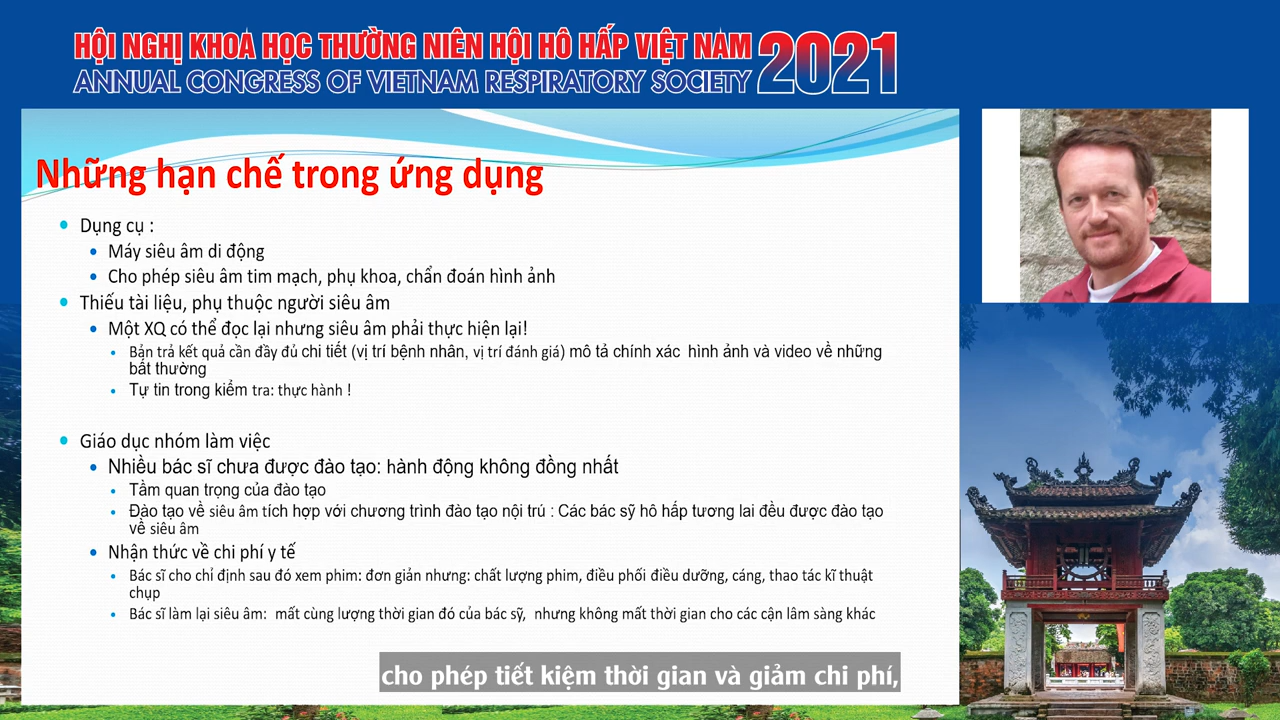 HỘI NGHỊ KHOA HỌC THƯỜNG NIÊN HỘI HÔ HẤP VIỆT NAM 2021
ANNUAL CONGRESS OF VIETNAM RESPIRATORY SOCIETY
Những hạn chế trong ứng dụng
Dụng cụ :
Máy siêu âm di động
Cho phép siêu âm tim mạch, phụ khoa, chẩn đoán hình ảnh
Thiếu tài liệu, phụ thuộc người siêu âm
Một XQ có thể đọc lại nhưng siêu âm phải thực hiện lại!
Bản trả kết quả cần đầy đủ chi tiết (vị trí bệnh nhân, vị trí đánh giá) mô tả chính xác hình ảnh và video về những
bất thường
Tự tin trong kiểm tra: thực hành !
Giáo dục nhóm làm việc
Nhiều bác sĩ chưa được đào tạo: hành động không đồng nhất
Tầm quan trọng của đào tạo
Đào tạo về siêu âm tích hợp với chương trình đào tạo nội trú : Các bác sỹ hô hấp tương lai đều được đào tạo
về siêu âm
Nhận thức về chi phí y tế
Bác sĩ cho chỉ định sau đó xem phim: đơn giản nhưng: chất lượng phim, điều phối điều dưỡng, cáng, thao tác kĩ thuật
chụp
Bác sĩ làm lại siêu âm: mất cùng lượng thời gian đó của bác sỹ, nhưng không mất thời gian cho các cận lâm sàng khác
cho phép tiết kiệm thời gian và giảm chi phí,